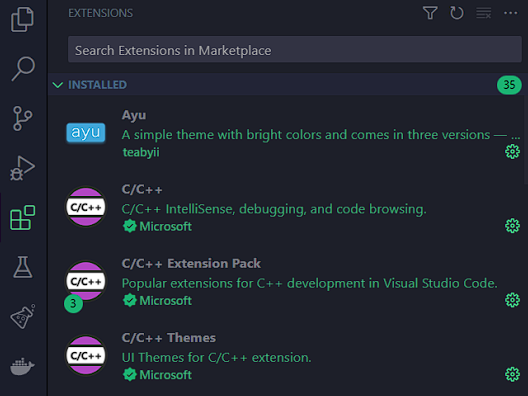 EXTENSIONS
Search Extensions in Marketplace
INSTALLED 35
Ayu
ayu
A simple theme with bright colors and comes in three versions — ...
teabyii
C/C++
C/C++
C/C++ IntelliSense, debugging, and code browsing.
Microsoft
C/C++ Extension Pack
C/C++
Popular extensions for C++ development in Visual Studio Code.
3
Microsoft
C/C++ Themes
C/C++
UI Themes for C/C++ extension.
Microsoft